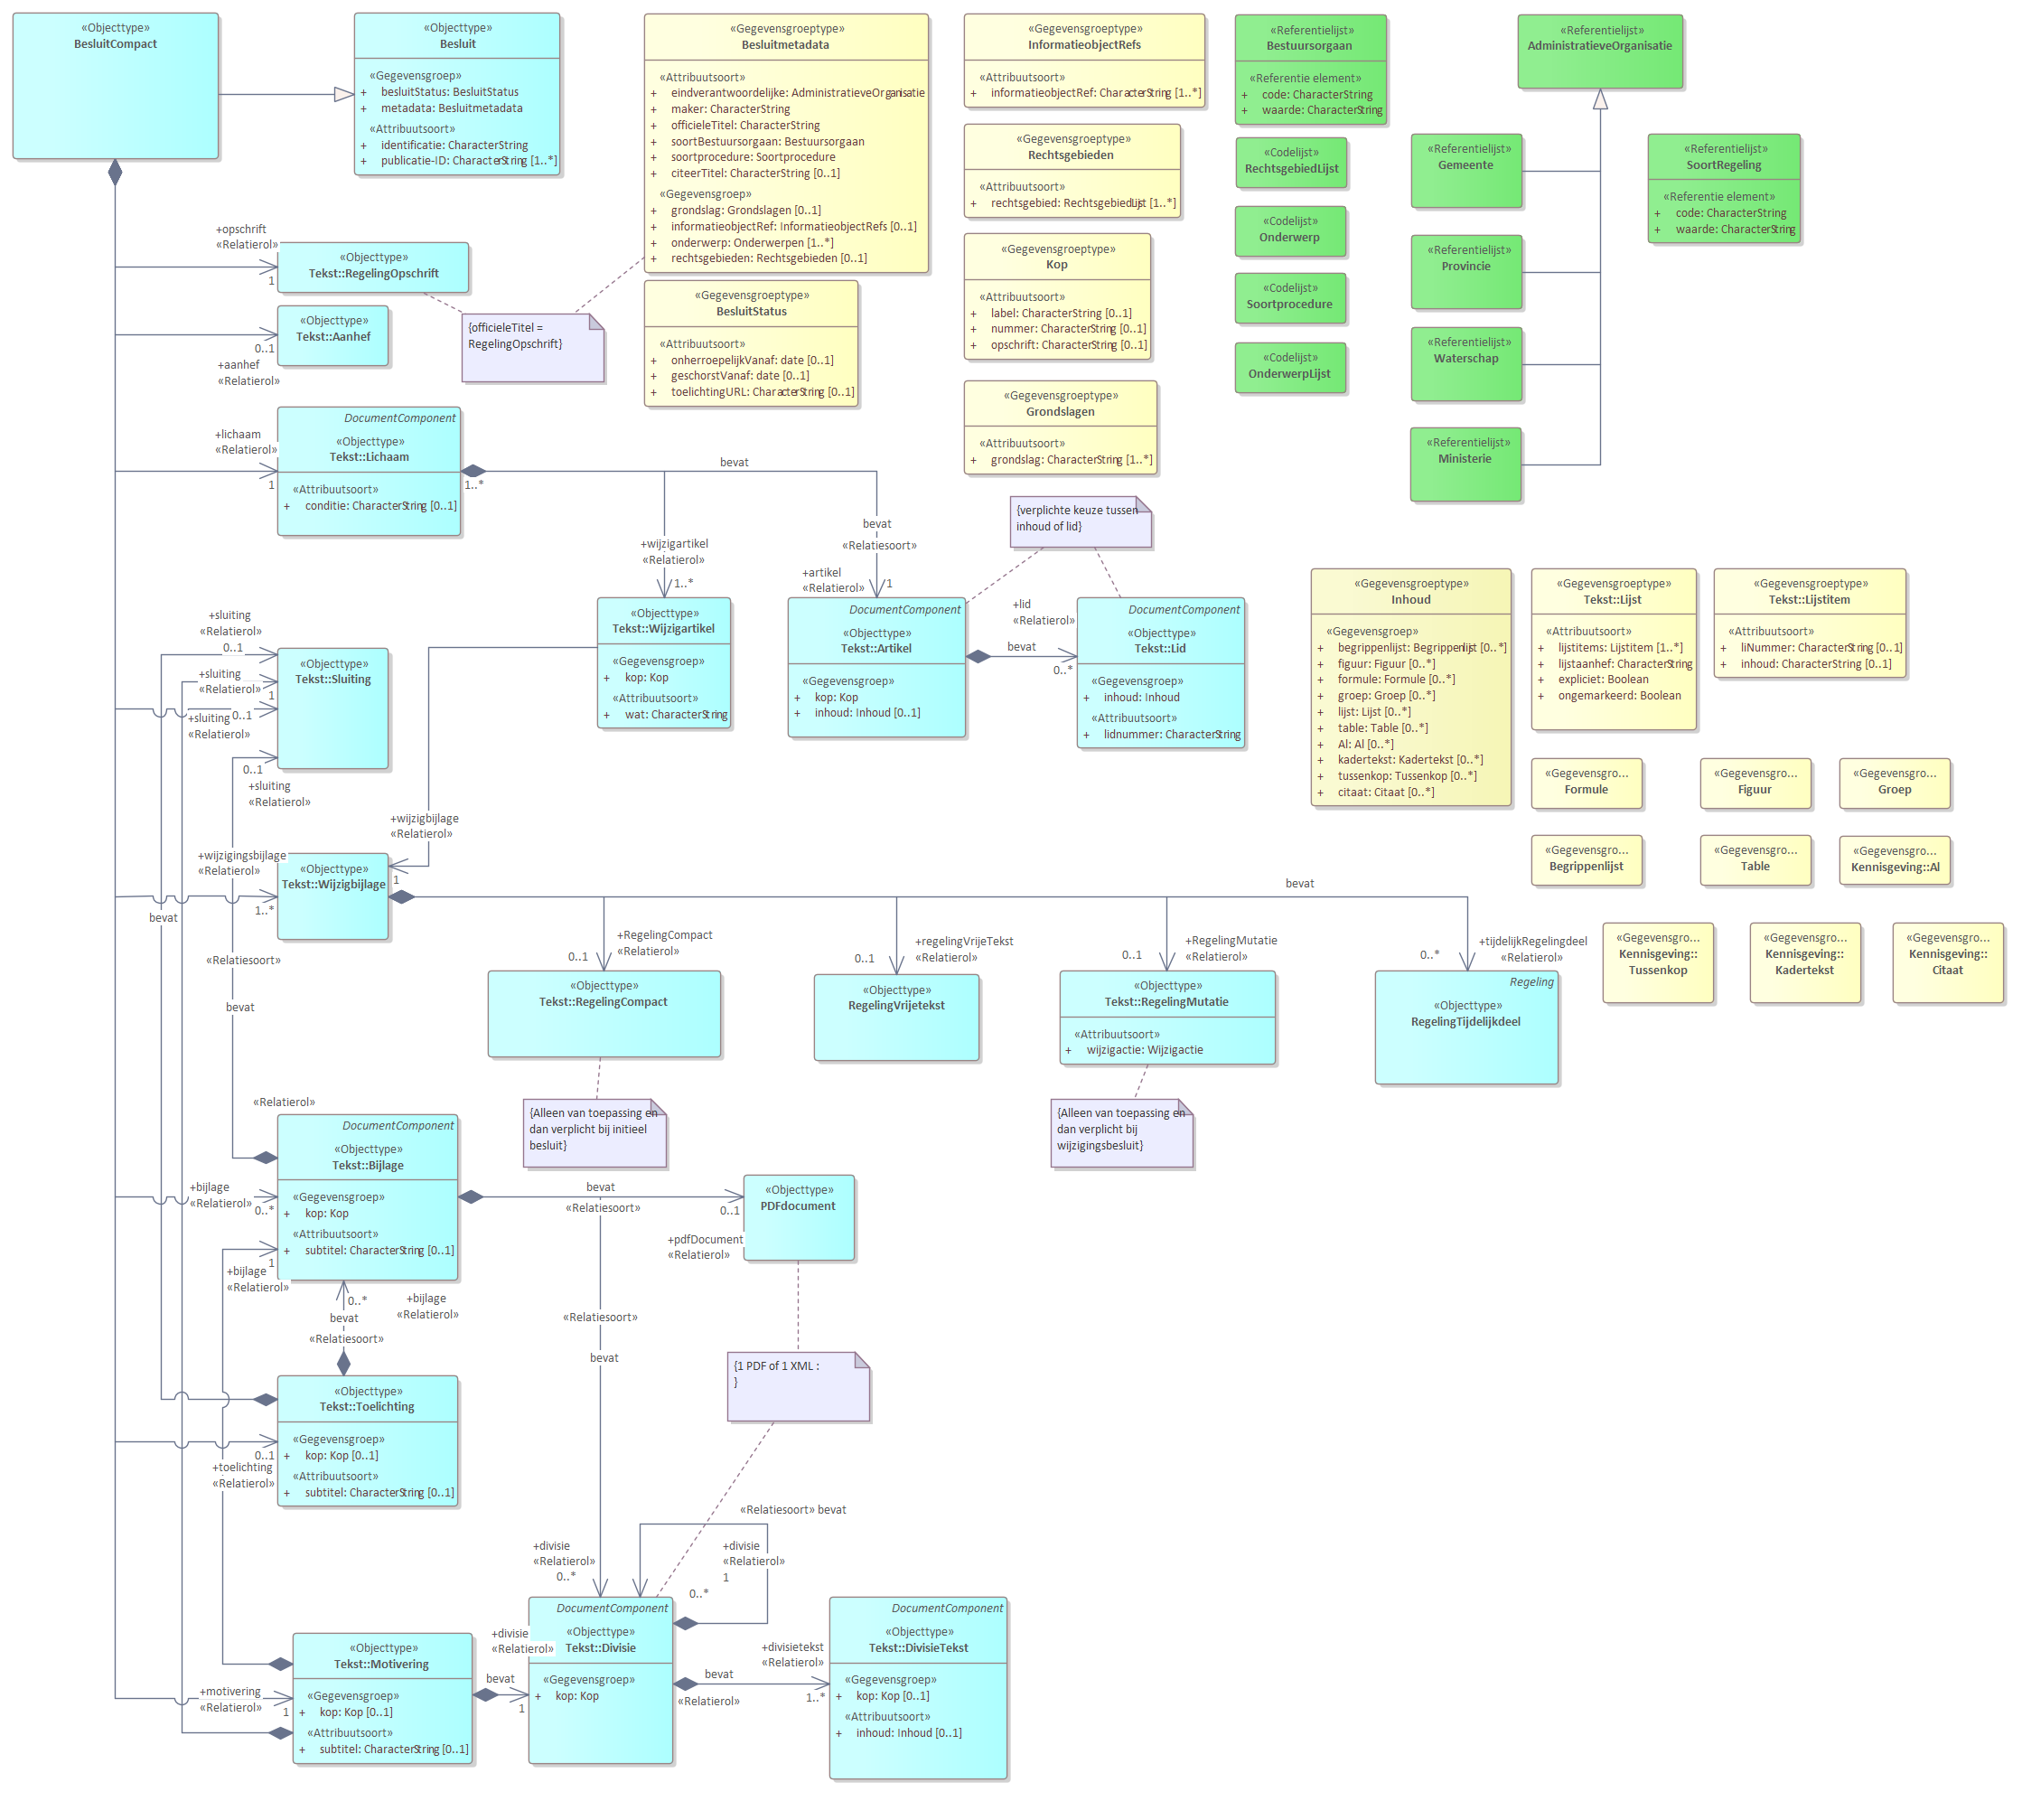 «Objecttype»
BesluitCompact
«Objecttype»
Besluit
«Gegevensgroep»
+ besluitStatus: BesluitStatus
+ metadata: Besluitmetadata
«Attribuutsoort»
+ identificatie: CharacterString
+ publicatie-ID: CharacterString [1..*]
«Gegevensgroeptype»
Besluitmetadata
«Attribuutsoort»
+ eindverantwoordelijke: AdministratieveOrganisatie
+ maker: CharacterString
+ officieleTitel: CharacterString
+ soortBestuursorgaan: Bestuursorgaan
+ soortprocedure: Soortprocedure
+ citeerTitel: CharacterString [0..1]
«Gegevensgroep»
+ grondslag: Grondslagen [0..1]
+ informatieobjectRef: InformatieobjectRefs [0..1]
+ onderwerp: Onderwerpen [1..*]
+ rechtsgebieden: Rechtsgebieden [0..1]
«Gegevensgroeptype»
BesluitStatus
«Attribuutsoort»
+ onherroepelijkVanaf: date [0..1]
+ geschorstVanaf: date [0..1]
+ toelichtingURL: CharacterString [0..1]
«Gegevensgroeptype»
InformatieobjectRefs
«Attribuutsoort»
+ informatieobjectRef: CharacterString [1..*]
«Gegevensgroeptype»
Rechtsgebieden
«Attribuutsoort»
+ rechtsgebied: RechtsgebiedLijst [1..*]
«Gegevensgroeptype»
Kop
«Attribuutsoort»
+ label: CharacterString [0..1]
+ nummer: CharacterString [0..1]
+ opschrift: CharacterString [0..1]
«Gegevensgroeptype»
Grondslagen
«Attribuutsoort»
+ grondslag: CharacterString [1..*]
«Referentielijst»
Bestuursorgaan
«Referentie element»
+ code: CharacterString
+ waarde: CharacterString
«Codelijst»
RechtsgebiedLijst
«Codelijst»
Onderwerp
«Codelijst»
Soortprocedure
«Codelijst»
OnderwerpLijst
«Referentielijst»
AdministratieveOrganisatie
«Referentielijst»
Gemeente
«Referentielijst»
Provincie
«Referentielijst»
Waterschap
«Referentielijst»
Ministerie
«Referentielijst»
SoortRegeling
«Referentie element»
+ code: CharacterString
+ waarde: CharacterString
+opschrift
«Relatierol»
1
«Objecttype»
Tekst::RegelingOpschrift
{officieleTitel =
RegelingOpschrift}
«Objecttype»
Tekst::Aanhef
0..1
+aanhef
«Relatierol»
+lichaam
«Relatierol»
1
DocumentComponent
«Objecttype»
Tekst::Lichaam
«Attribuutsoort»
+ conditie: CharacterString [0..1]
1..*
bevat
bevat
«Relatiesoort»
+wijzigartikel
«Relatierol»
1..*
+artikel
«Relatierol»
1
{verplichte keuze tussen
inhoud of lid}
«Objecttype»
Tekst::Wijzigartikel
«Gegevensgroep»
+ kop: Kop
«Attribuutsoort»
+ wat: CharacterString
DocumentComponent
«Objecttype»
Tekst::Artikel
«Gegevensgroep»
+ kop: Kop
+ inhoud: Inhoud [0..1]
+lid
«Relatierol»
bevat
0..*
DocumentComponent
«Objecttype»
Tekst::Lid
«Gegevensgroep»
+ inhoud: Inhoud
«Attribuutsoort»
+ lidnummer: CharacterString
«Gegevensgroeptype»
Inhoud
«Gegevensgroep»
+ begrippenlijst: Begrippenlijst [0..*]
+ figuur: Figuur [0..*]
+ formule: Formule [0..*]
+ groep: Groep [0..*]
+ lijst: Lijst [0..*]
+ table: Table [0..*]
+ Al: Al [0..*]
+ kadertekst: Kadertekst [0..*]
+ tussenkop: Tussenkop [0..*]
+ citaat: Citaat [0..*]
«Gegevensgroeptype»
Tekst::Lijst
«Attribuutsoort»
+ lijstitems: Lijstitem [1..*]
+ lijstaanhef: CharacterString
+ expliciet: Boolean
+ ongemarkeerd: Boolean
«Gegevensgroeptype»
Tekst::Lijstitem
«Attribuutsoort»
+ liNummer: CharacterString [0..1]
+ inhoud: CharacterString [0..1]
«Gegevensgro...
Formule
«Gegevensgro...
Figuur
«Gegevensgro...
Groep
«Gegevensgro...
Begrippenlijst
«Gegevensgro...
Table
«Gegevensgro...
Kennisgeving::Al
«Gegevensgro...
Kennisgeving::
Tussenkop
«Gegevensgro...
Kennisgeving::
Kadertekst
«Gegevensgro...
Kennisgeving::
Citaat
+sluiting
«Relatierol»
0..1
+sluiting
«Relatierol»
1
+sluiting
0..1
«Relatierol»
0..1
+sluiting
«Relatierol»
«Objecttype»
Tekst::Sluiting
+wijzigbijlage
«Relatierol»
1
+wijzigingsbijlage
«Relatierol»
1..*
«Objecttype»
Tekst::Wijzigbijlage
bevat
bevat
«Relatiesoort»
bevat
+RegelingCompact
«Relatierol»
0..1
+regelingVrijeTekst
«Relatierol»
0..1
+RegelingMutatie
«Relatierol»
0..1
+tijdelijkRegelingdeel
«Relatierol»
0..*
«Objecttype»
Tekst::RegelingCompact
«Objecttype»
RegelingVrijetekst
«Objecttype»
Tekst::RegelingMutatie
«Attribuutsoort»
+ wijzigactie: Wijzigactie
Regeling
«Objecttype»
RegelingTijdelijkdeel
{Alleen van toepassing en
dan verplicht bij initieel
besluit}
{Alleen van toepassing en
dan verplicht bij
wijzigingsbesluit}
«Relatierol»
DocumentComponent
«Objecttype»
Tekst::Bijlage
«Gegevensgroep»
+ kop: Kop
«Attribuutsoort»
+ subtitel: CharacterString [0..1]
+bijlage
«Relatierol»
0..*
1
+bijlage
«Relatierol»
bevat
«Relatiesoort»
0..1
+pdfDocument
«Relatierol»
«Objecttype»
PDFdocument
0..*
+bijlage
«Relatierol»
bevat
«Relatiesoort»
«Relatiesoort»
bevat
{1 PDF of 1 XML :
}
«Objecttype»
Tekst::Toelichting
«Gegevensgroep»
+ kop: Kop [0..1]
«Attribuutsoort»
+ subtitel: CharacterString [0..1]
0..1
+toelichting
«Relatierol»
«Relatiesoort» bevat
+divisie
«Relatierol»
0..*
+divisie
«Relatierol»
1
0..*
DocumentComponent
«Objecttype»
Tekst::Divisie
«Gegevensgroep»
+ kop: Kop
+divisie
«Relatierol»
bevat
1
+divisietekst
«Relatierol»
bevat
«Relatierol»
1..*
DocumentComponent
«Objecttype»
Tekst::DivisieTekst
«Gegevensgroep»
+ kop: Kop [0..1]
«Attribuutsoort»
+ inhoud: Inhoud [0..1]
«Objecttype»
Tekst::Motivering
«Gegevensgroep»
+ kop: Kop [0..1]
«Attribuutsoort»
+ subtitel: CharacterString [0..1]
+motivering
«Relatierol»
1